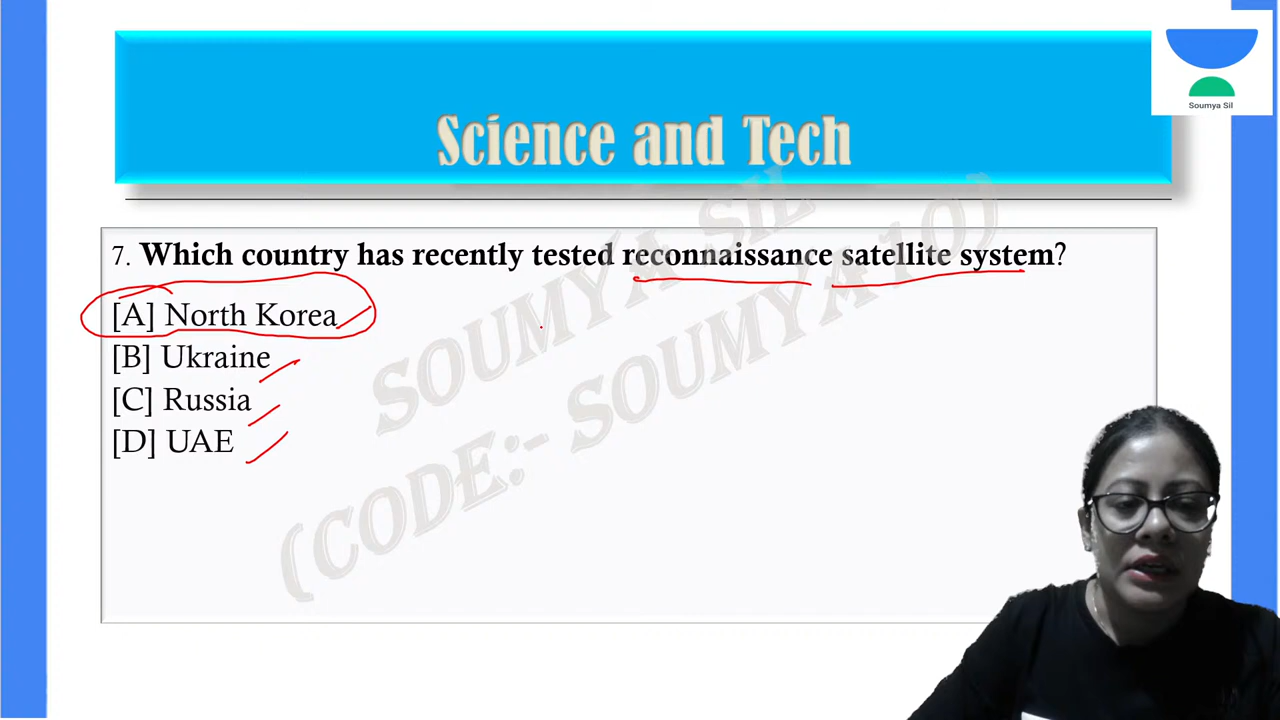 Soumya Sil
Science and Tech
7. Which country has recently tested reconnaissance satellite system?
[A] North Korea
[B] Ukraine
[C] Russia
[D] UAE
SOUMYA SIL
(CODE:- SOUMYA10)